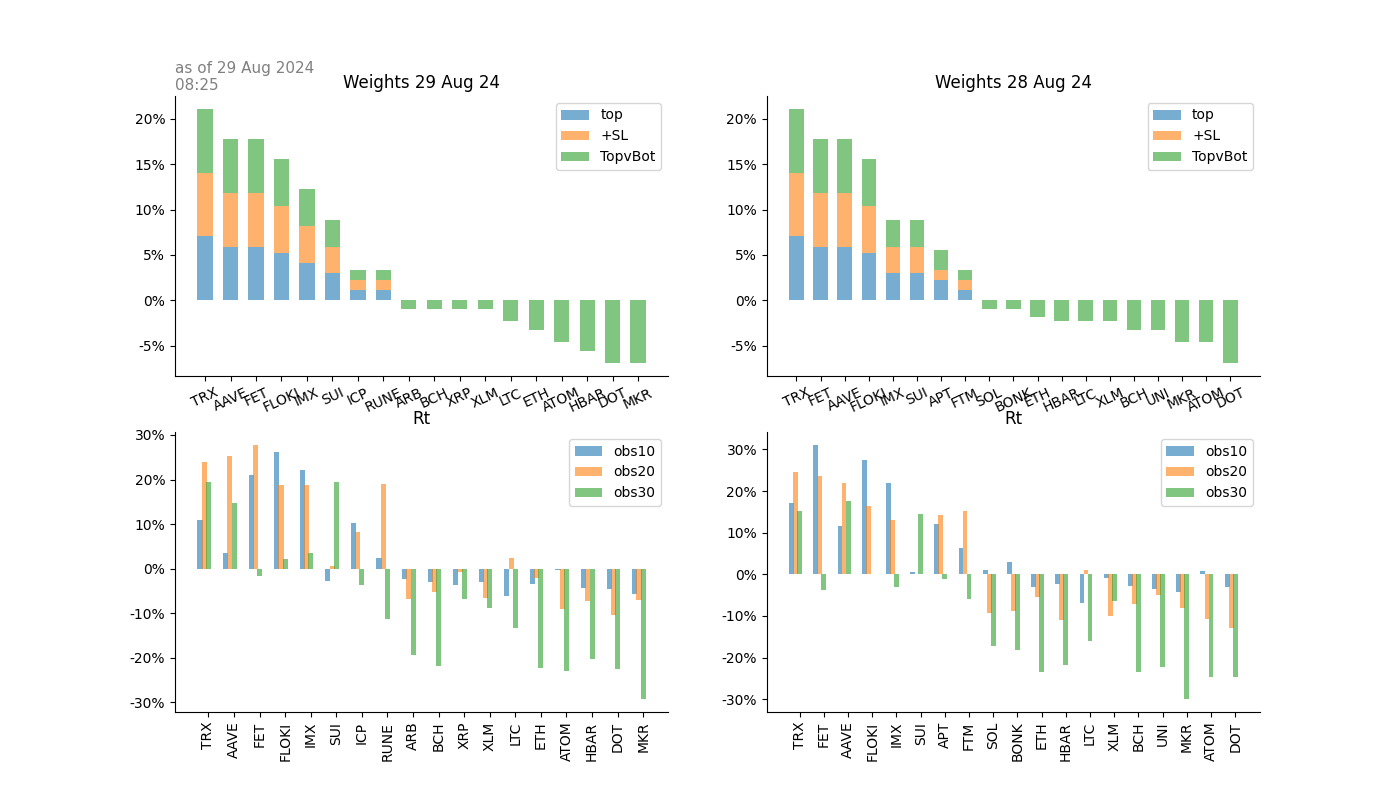 as of 29 Aug 2024
08:25
Weights 29 Aug 24
20%
15%
10%
5%
0%
-5%
top
+SL
TopvBot
TRX AAVE FET FLOKI IMX SUI ICP RUNE ARB BCH XRP XLM LTC ETH ATOM HBAR DOT MKR
Weights 28 Aug 24
20%
15%
10%
5%
0%
-5%
top
+SL
TopvBot
TRX FET AAVE FLOKI IMX SUI APT FTM SOL BONK ETH HBAR LTC XLM BCH UNI MKR ATOM DOT
Rt
30%
20%
10%
0%
-10%
-20%
-30%
obs10
obs20
obs30
TRX AAVE FET FLOKI IMX SUI ICP RUNE ARB BCH XRP XLM LTC ETH ATOM HBAR DOT MKR
Rt
30%
20%
10%
0%
-10%
-20%
-30%
obs10
obs20
obs30
TRX FET AAVE FLOKI IMX SUI APT FTM SOL BONK ETH HBAR LTC XLM BCH UNI MKR ATOM DOT